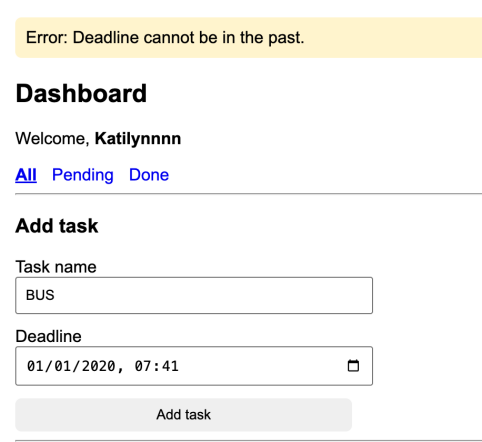 Error: Deadline cannot be in the past.
Dashboard
Welcome, Katilynnnn
All Pending Done
Add task
Task name
BUS
Deadline
01/01/2020, 07:41
Add task